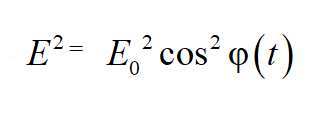 E² = E₀² cos² φ(t)